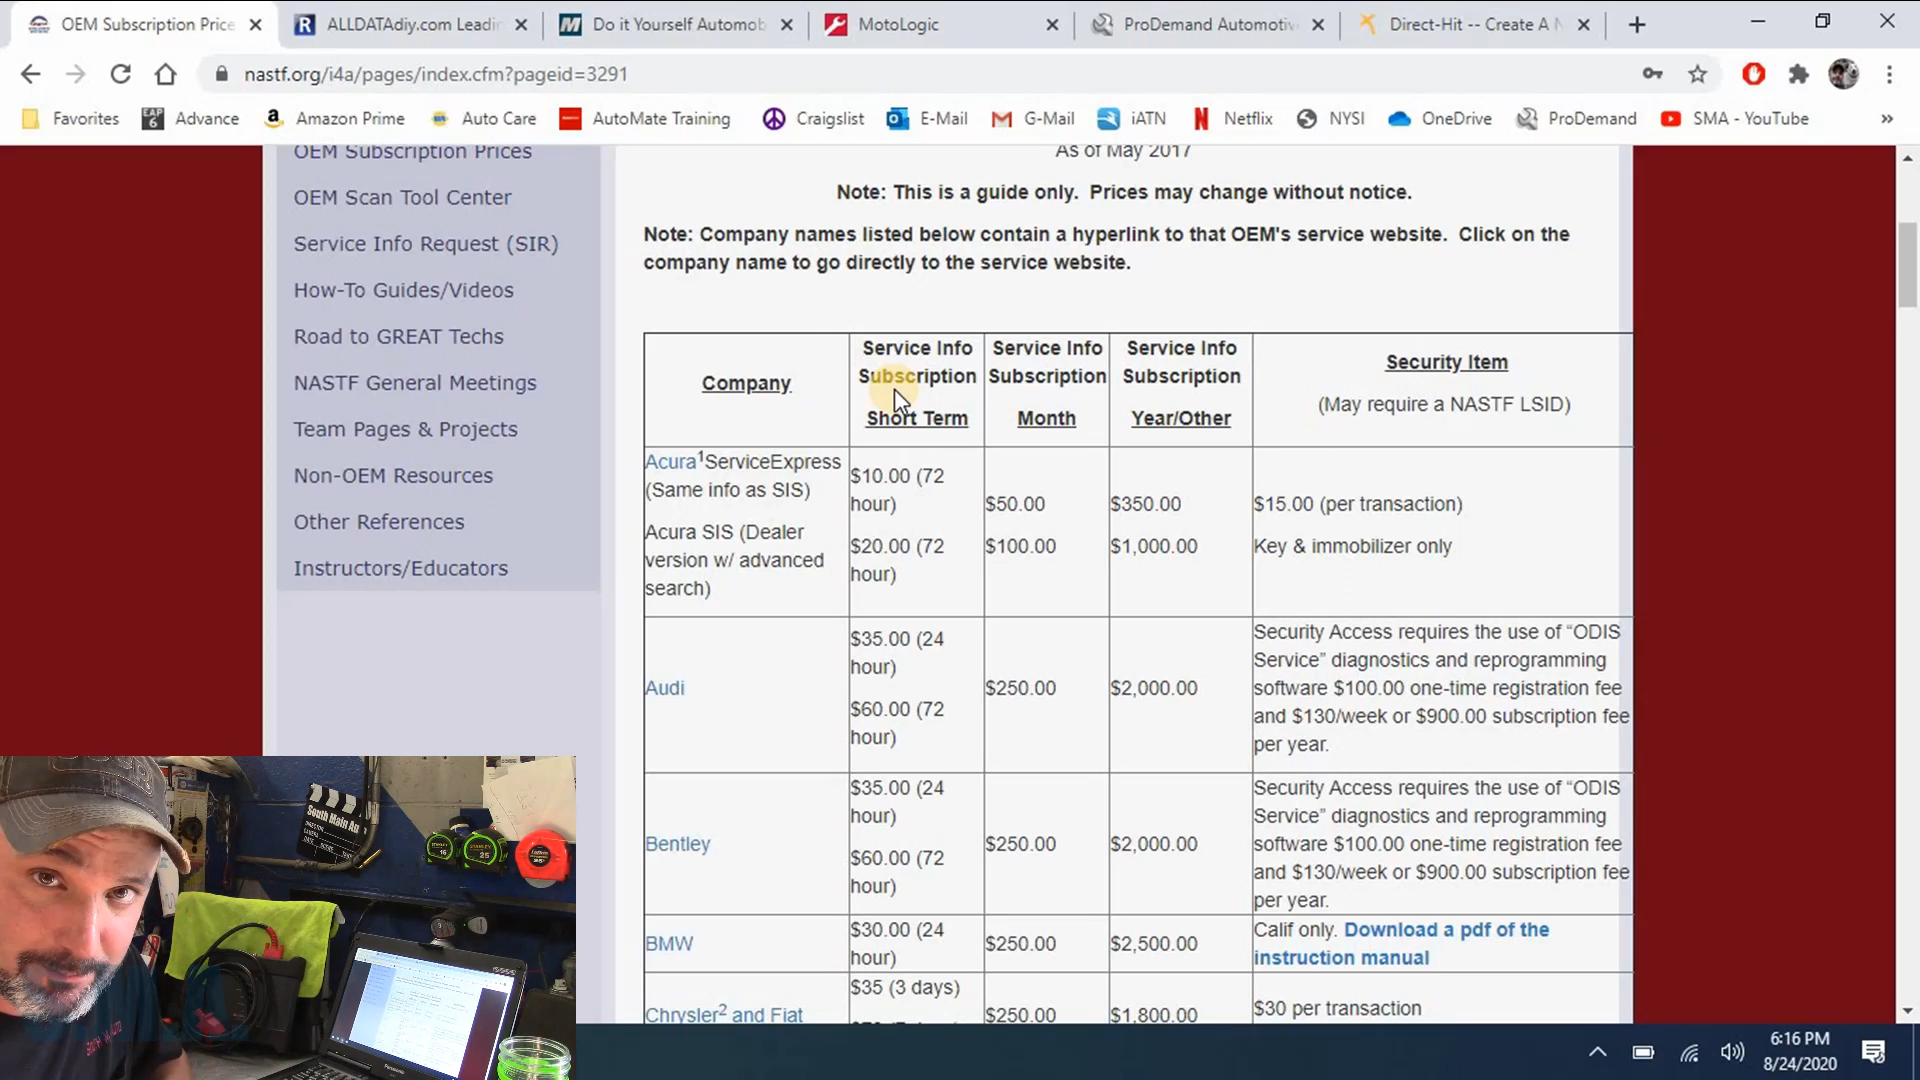 OEM Subscription Price
ALLDATAdiy.com Leadi
Do it Yourself Automob
MotoLogic
ProDemand Automotiv
Direct-Hit -- Create A N
nastf.org/i4a/pages/index.cfm?pageid=3291
Favorites
Advance
Amazon Prime
Auto Care
AutoMate Training
Craigslist
E-Mail
G-Mail
iATN
Netflix
NYSI
OneDrive
ProDemand
SMA - YouTube
OEM Subscription Prices
OEM Scan Tool Center
Service Info Request (SIR)
How-To Guides/Videos
Road to GREAT Techs
NASTF General Meetings
Team Pages & Projects
Non-OEM Resources
Other References
Instructors/Educators
As of May 2017
Note: This is a guide only. Prices may change without notice.
Note: Company names listed below contain a hyperlink to that OEM's service website. Click on the
company name to go directly to the service website.
Company
Service Info
Subscription
Short Term
Service Info
Subscription
Month
Service Info
Subscription
Year/Other
Security Item
(May require a NASTF LSID)
Acura¹ServiceExpress
(Same info as SIS)
Acura SIS (Dealer
version w/ advanced
search)
$10.00 (72
hour)
$20.00 (72
hour)
$50.00
$100.00
$350.00
$1,000.00
$15.00 (per transaction)
Key & immobilizer only
Audi
$35.00 (24
hour)
$60.00 (72
hour)
$250.00
$2,000.00
Security Access requires the use of “ODIS
Service” diagnostics and reprogramming
software $100.00 one-time registration fee
and $130/week or $900.00 subscription fee
per year.
Bentley
$35.00 (24
hour)
$60.00 (72
hour)
$250.00
$2,000.00
Security Access requires the use of “ODIS
Service” diagnostics and reprogramming
software $100.00 one-time registration fee
and $130/week or $900.00 subscription fee
per year.
BMW
$30.00 (24
hour)
$250.00
$2,500.00
Calif only. Download a pdf of the
instruction manual
Chrysler² and Fiat
$35 (3 days)
$250.00
$1,800.00
$30 per transaction
South Main Au
STANLEY
16
STANLEY
25
6:16 PM
8/24/2020